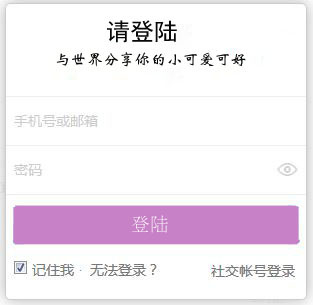 请登陆
与世界分享你的小可爱可好
手机号或邮箱
密码
登陆
记住我 · 无法登录？ 社交帐号登录